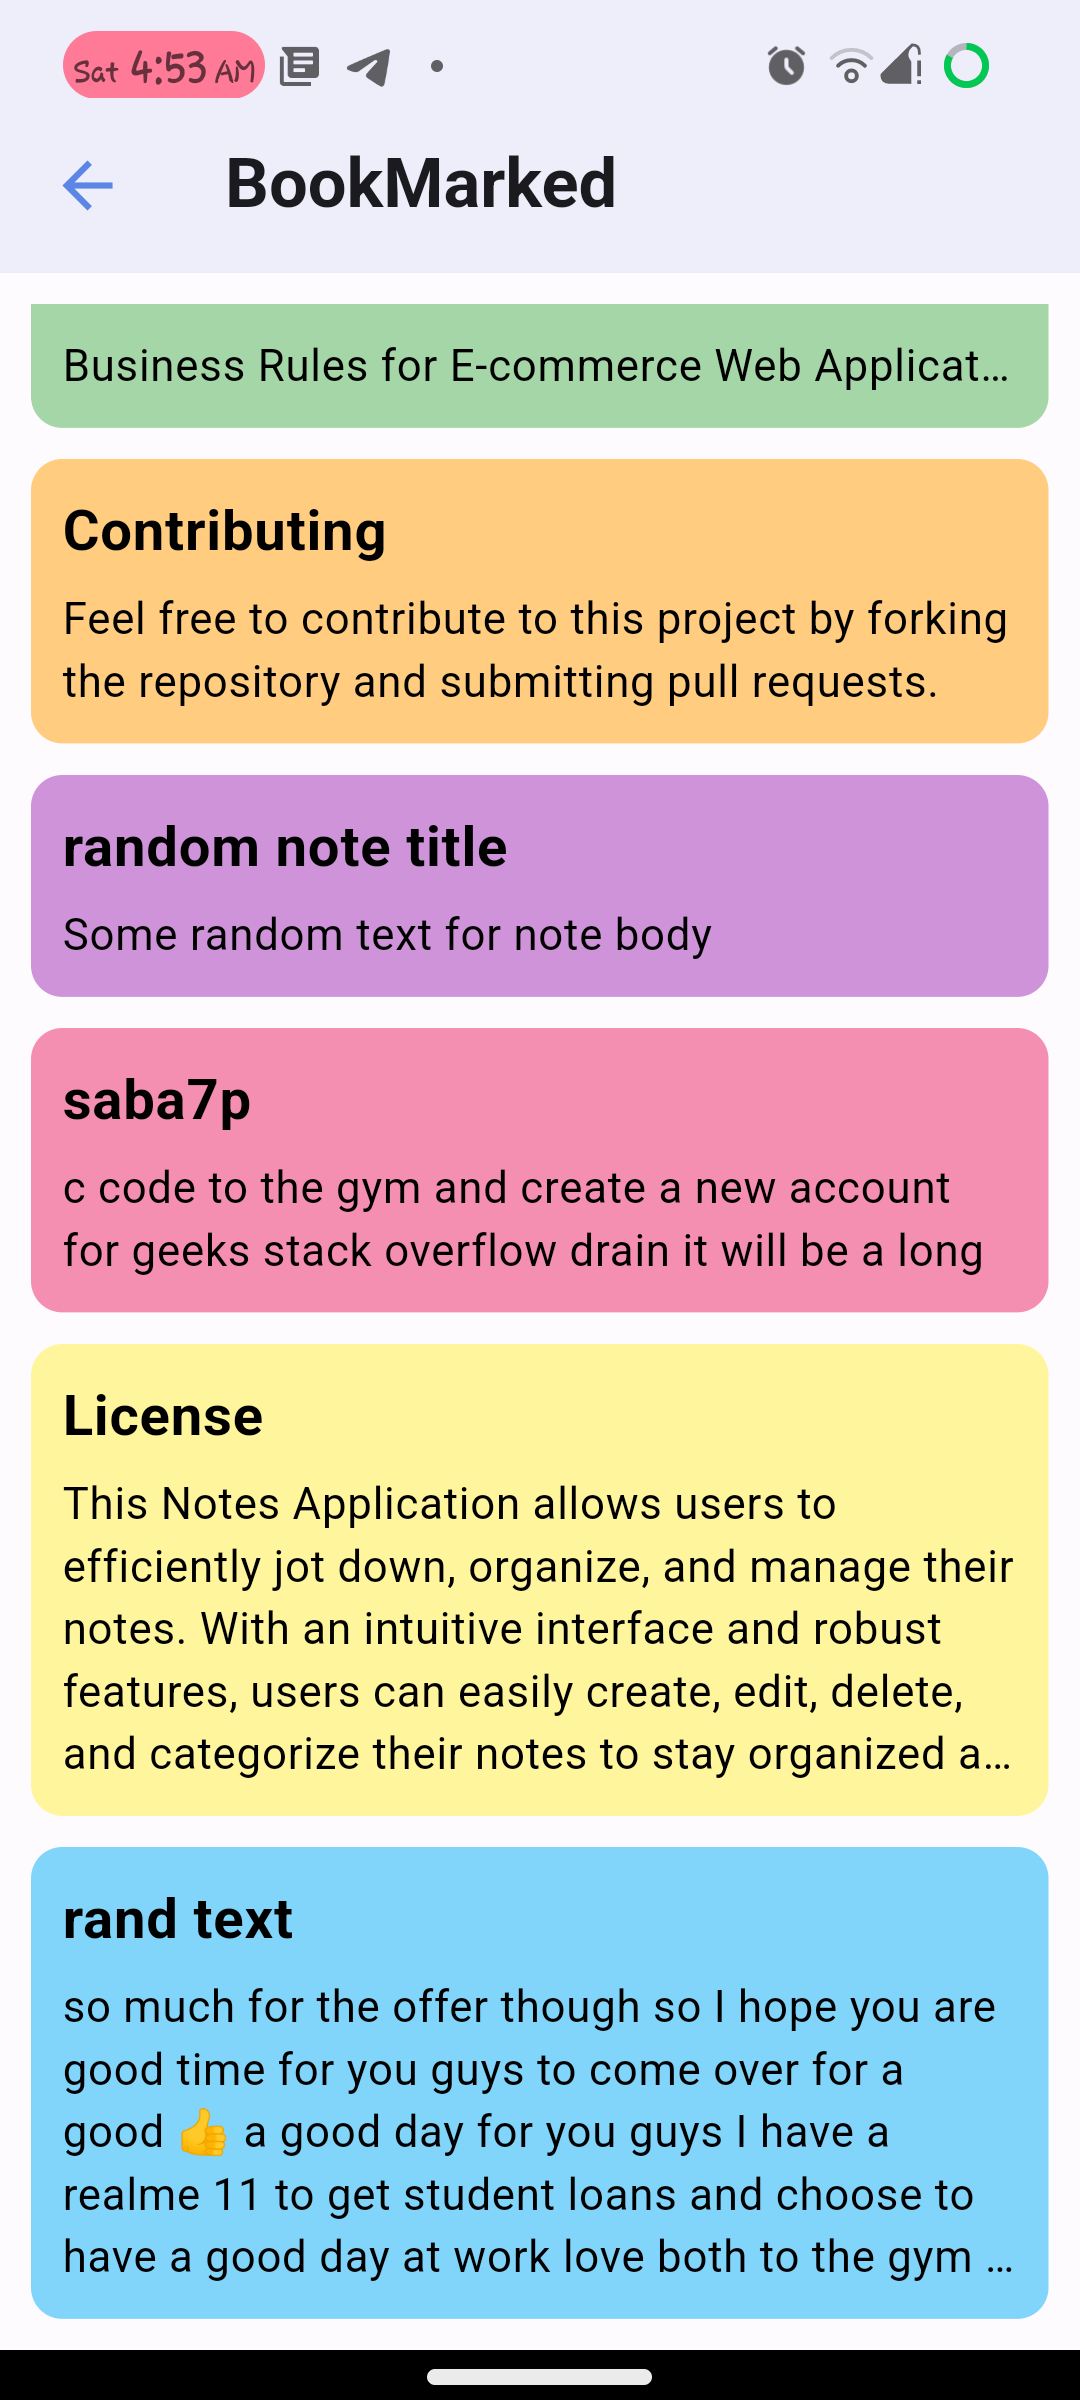 Sat 4:53 AM
BookMarked
Business Rules for E-commerce Web Applicat...
Contributing
Feel free to contribute to this project by forking
the repository and submitting pull requests.
random note title
Some random text for note body
saba7p
c code to the gym and create a new account
for geeks stack overflow drain it will be a long
License
This Notes Application allows users to
efficiently jot down, organize, and manage their
notes. With an intuitive interface and robust
features, users can easily create, edit, delete,
and categorize their notes to stay organized a...
rand text
so much for the offer though so I hope you are
good time for you guys to come over for a
good 👍 a good day for you guys I have a
realme 11 to get student loans and choose to
have a good day at work love both to the gym ...